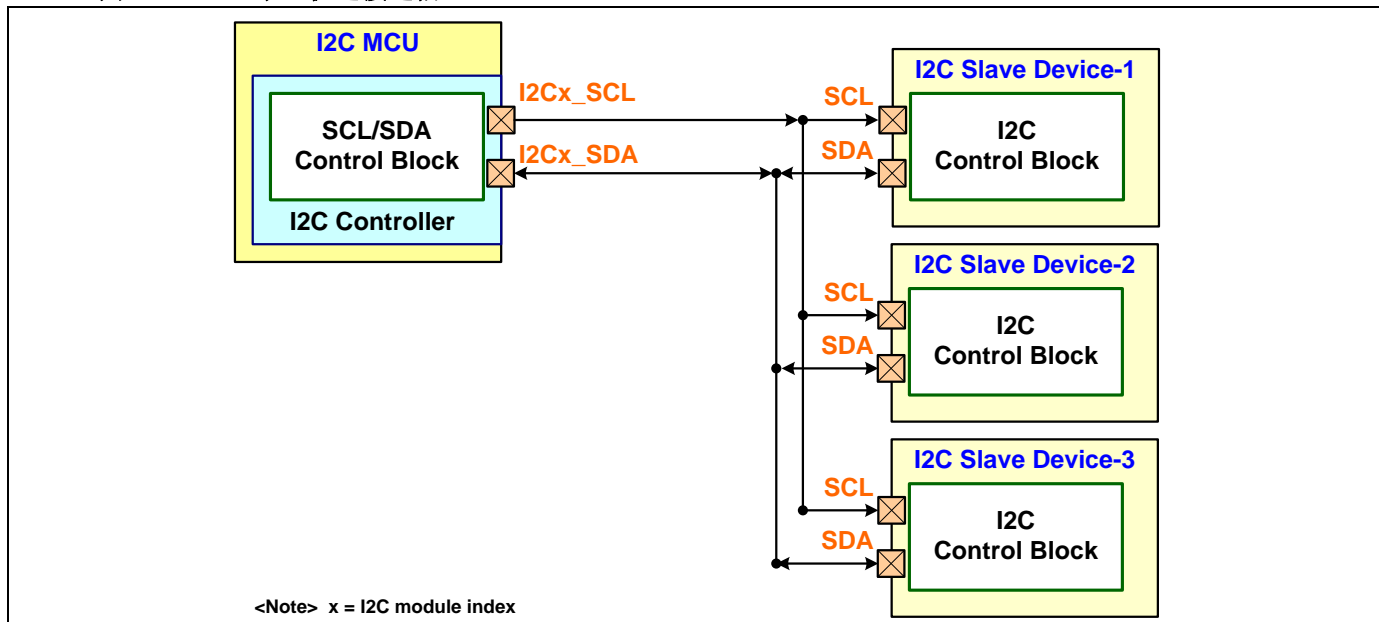 I2C MCU
SCL/SDA
Control Block
I2C Controller
I2Cx_SCL
I2Cx_SDA
I2C Slave Device-1
SCL
SDA
I2C
Control Block
I2C Slave Device-2
SCL
SDA
I2C
Control Block
I2C Slave Device-3
SCL
SDA
I2C
Control Block
<Note> x = I2C module index